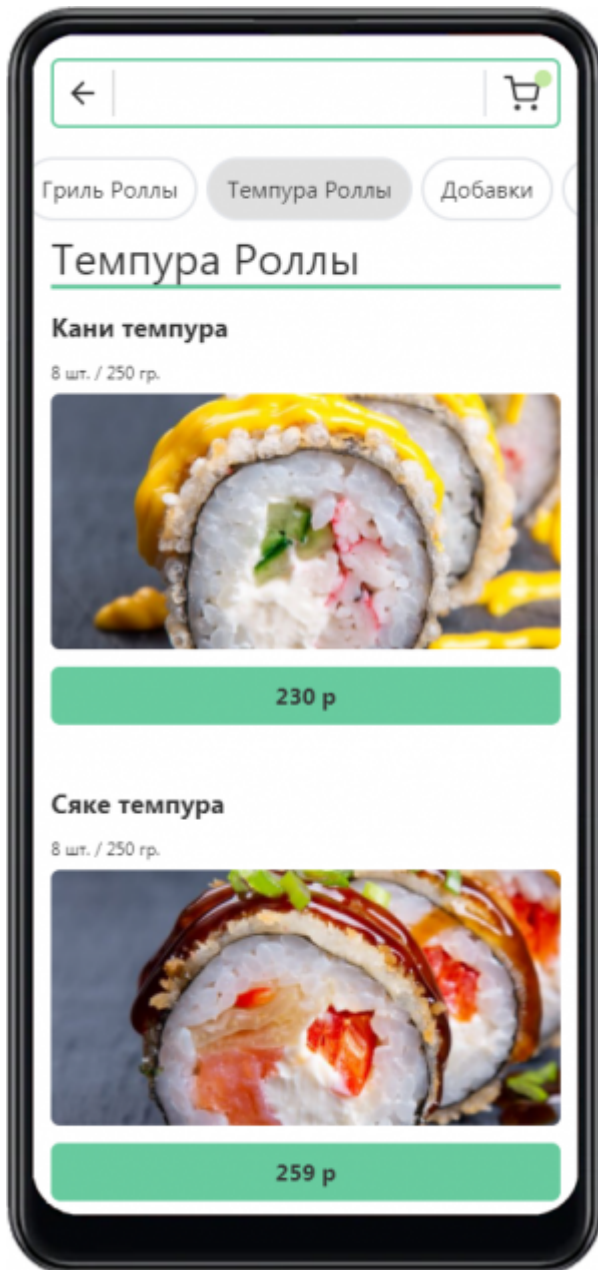 Гриль Роллы
Темпура Роллы
Добавки
Темпура Роллы
Кани темпура
8 шт. / 250 гр.
230 р
Сяке темпура
8 шт. / 250 гр.
259 р